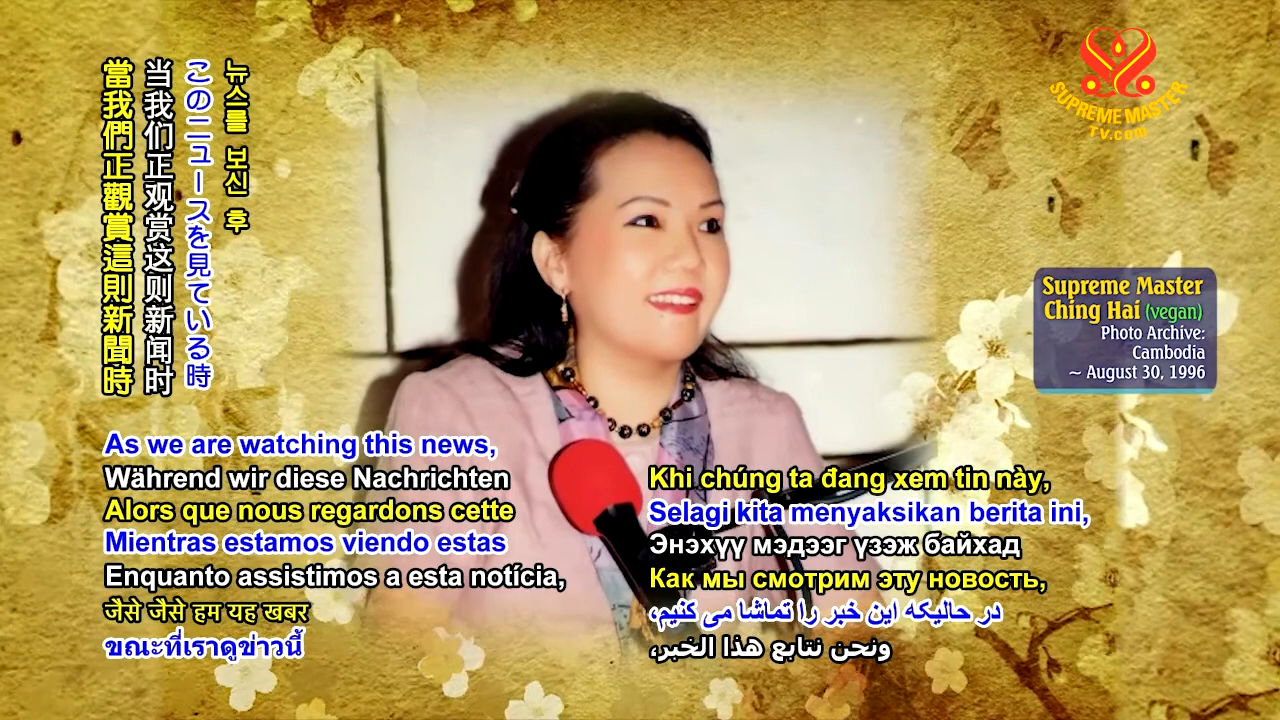 當我們正觀賞這則新聞時
当我们正观赏这则新闻时
このニュースを見ている時
뉴스를 보신 후
SUPREME MASTER
TV.com
Supreme Master
Ching Hai (vegan)
Photo Archive:
Cambodia
~ August 30, 1996
As we are watching this news,
Während wir diese Nachrichten
Alors que nous regardons cette
Mientras estamos viendo estas
Enquanto assistimos a esta notícia,
जैसे जैसे हम यह खबर
ขณะที่เราดูข่าวนี้
Khi chúng ta đang xem tin này,
Selagi kita menyaksikan berita ini,
Энэхүү мэдээг үзэж байхад
Как мы смотрим эту новость,
در حالیکه این خبر را تماشا می کنیم،
ونحن نتابع هذا الخبر،